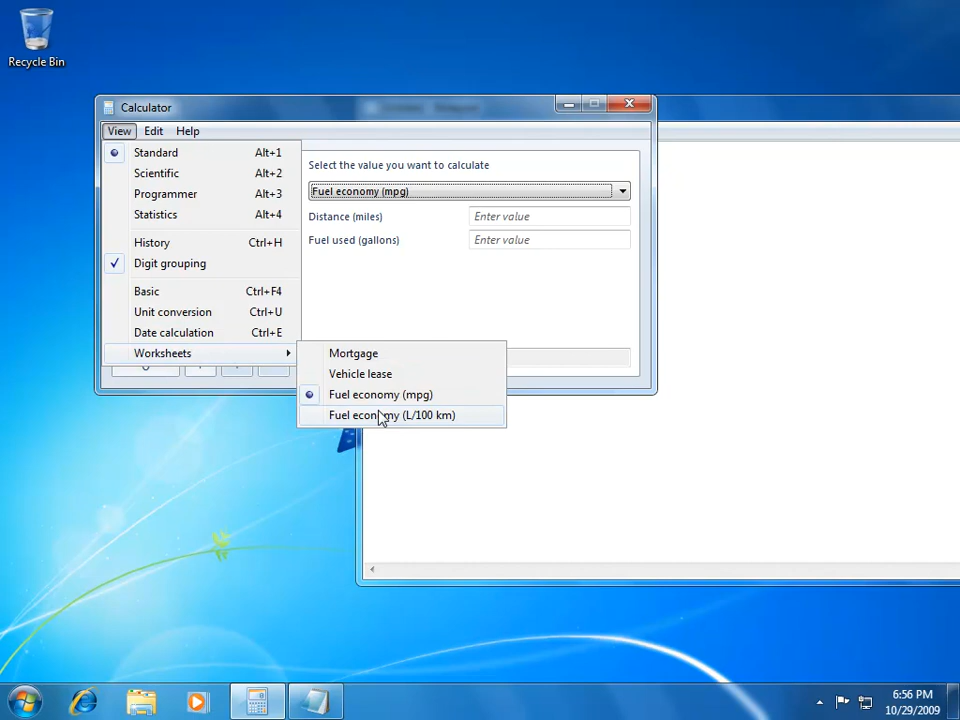 Recycle Bin
Calculator
View Edit Help
Standard Alt+1
Scientific Alt+2
Programmer Alt+3
Statistics Alt+4
History Ctrl+H
Digit grouping
Basic Ctrl+F4
Unit conversion Ctrl+U
Date calculation Ctrl+E
Worksheets
Select the value you want to calculate
Fuel economy (mpg)
Distance (miles) Enter value
Fuel used (gallons) Enter value
Mortgage
Vehicle lease
Fuel economy (mpg)
Fuel economy (L/100 km)
6:56 PM
10/29/2009